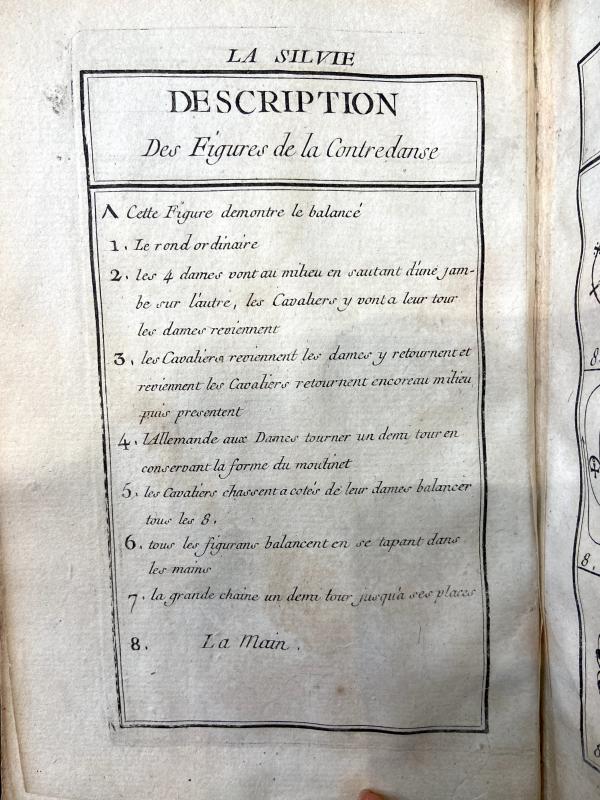 LA SILVIE
DESCRIPTION
Des Figures de la Contredanse
Λ Cette Figure demontre le balancé
1. Le rond ordinaire
2. les 4 dames vont au milieu en sautant d'une jam-
be sur l'autre, les Cavaliers y vont a leur tour
les dames reviennent
3. les Cavaliers reviennent les dames y retournent et
reviennent les Cavaliers retournent encore au milieu
puis presentent
4. l'Allemande aux Dames tourner un demi tour en
conservant la forme du moulinet
5. les Cavaliers chassent a cotés de leur dames balancer
tous les 8.
6. tous les figurans balancent en se tapant dans
les mains
7. la grande chaine un demi tour jusqu'a ses places
8. La Main.
8.
8.
8